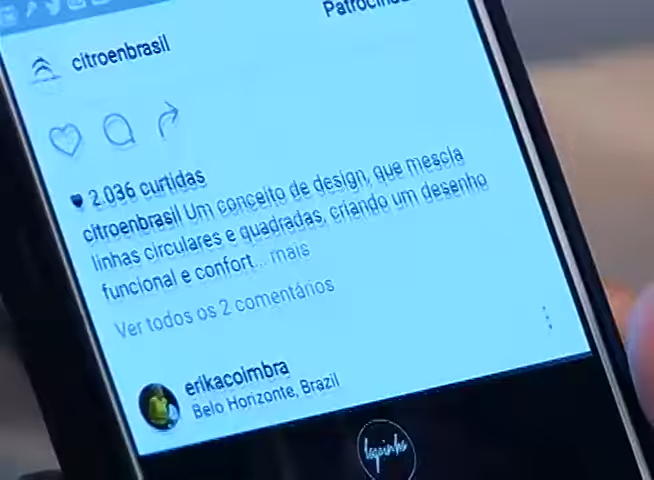 Patrocinado
citroenbrasil
2.036 curtidas
citroenbrasil Um conceito de design, que mescla
linhas circulares e quadradas, criando um desenho
funcional e confort... mais
Ver todos os 2 comentários
erikacoimbra
Belo Horizonte, Brazil